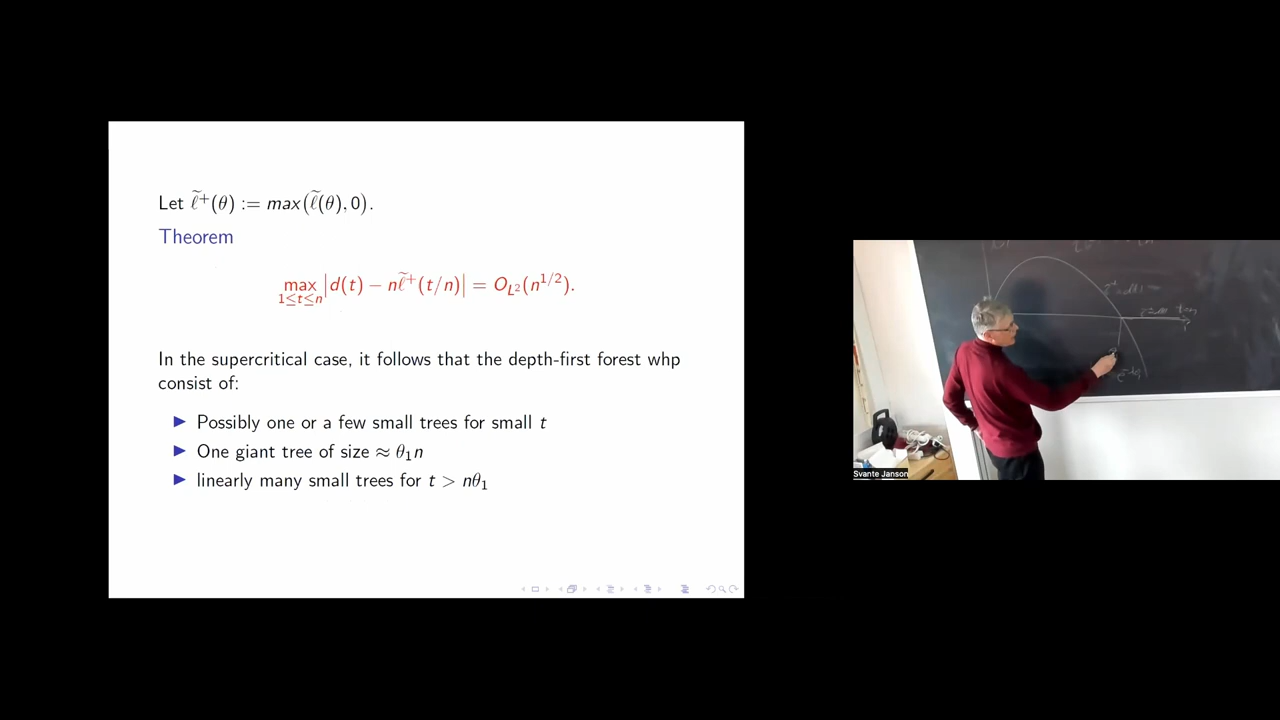 Let ℓ̃⁺(θ) := max(ℓ̃(θ), 0).
Theorem
max |d(t) − nℓ̃⁺(t/n)| = O_{L²}(n^{1/2}).
1≤t≤n
In the supercritical case, it follows that the depth-first forest whp
consist of:
▶ Possibly one or a few small trees for small t
▶ One giant tree of size ≈ θ₁n
▶ linearly many small trees for t > nθ₁
Svante Janson